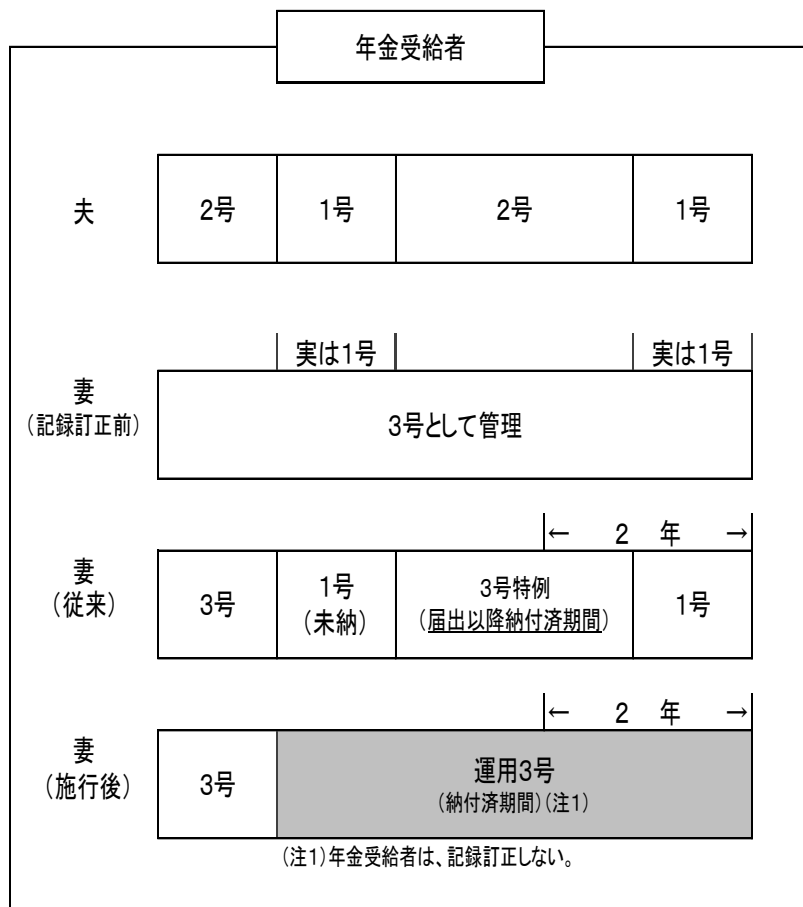 年金受給者
夫
2号
1号
2号
1号
実は1号
実は1号
妻
（記録訂正前）
3号として管理
← 2 年 →
妻
（従来）
3号
1号
（未納）
3号特例
（届出以降納付済期間）
1号
← 2 年 →
妻
（施行後）
3号
運用3号
（納付済期間）（注1）
（注1）年金受給者は、記録訂正しない。